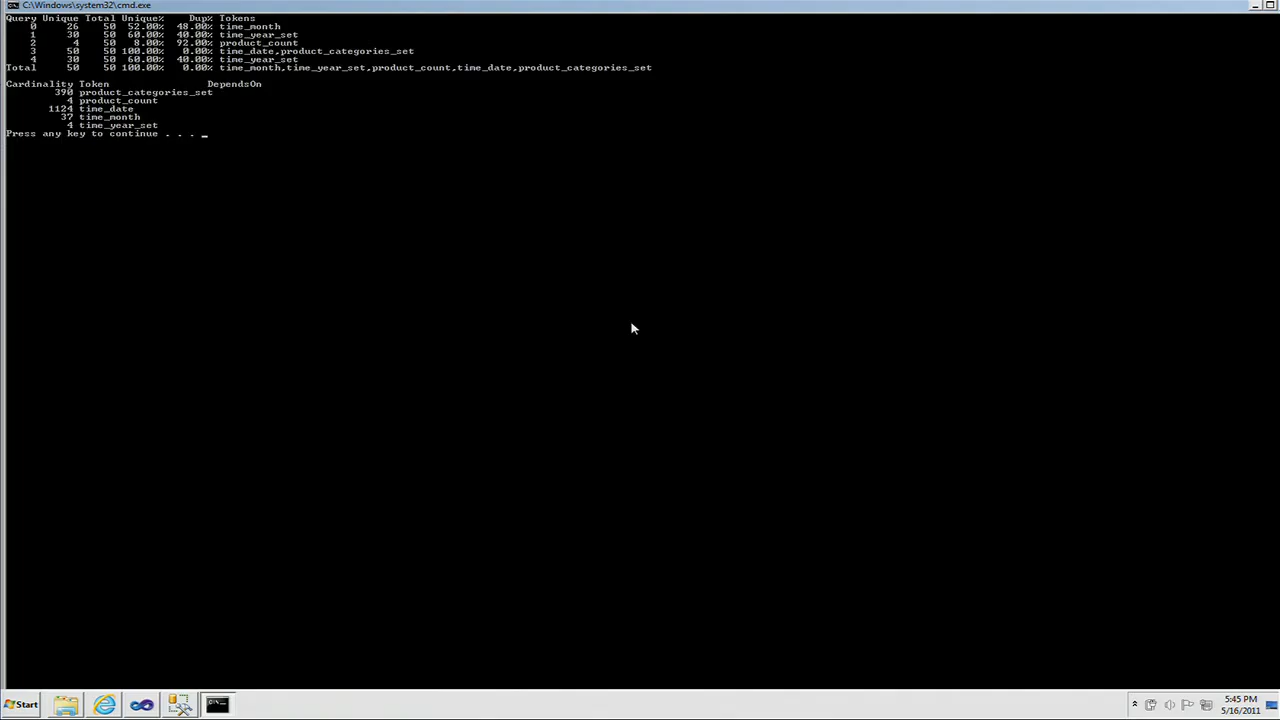 C:\Windows\system32\cmd.exe
Query Unique Total Unique% Dup% Tokens
0 26 50 52.00% 48.00% time_month
1 30 50 60.00% 40.00% time_year_set
2 4 50 8.00% 92.00% product_count
3 50 50 100.00% 0.00% time_date,product_categories_set
4 30 50 60.00% 40.00% time_year_set
Total 50 50 100.00% 0.00% time_month,time_year_set,product_count,time_date,product_categories_set
Cardinality Token DependsOn
390 product_categories_set
4 product_count
1124 time_date
37 time_month
4 time_year_set
Press any key to continue . . . _
Start
5:45 PM
5/16/2011